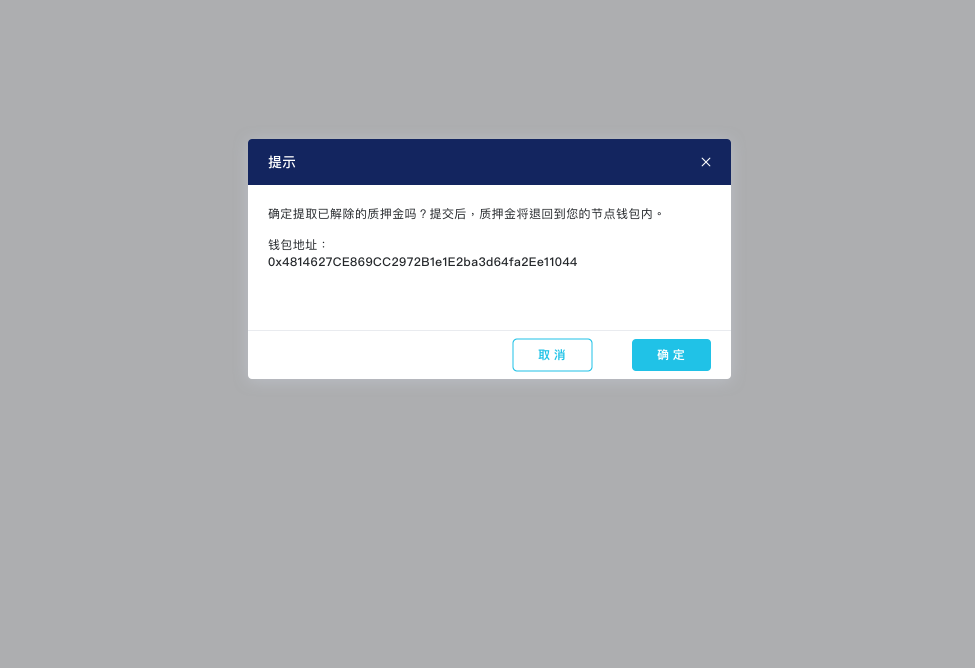 提示
确定提取已解除的质押金吗？提交后，质押金将退回到您的节点钱包内。
钱包地址：
0x4814627CE869CC2972B1e1E2ba3d64fa2Ee11044
取消
确定